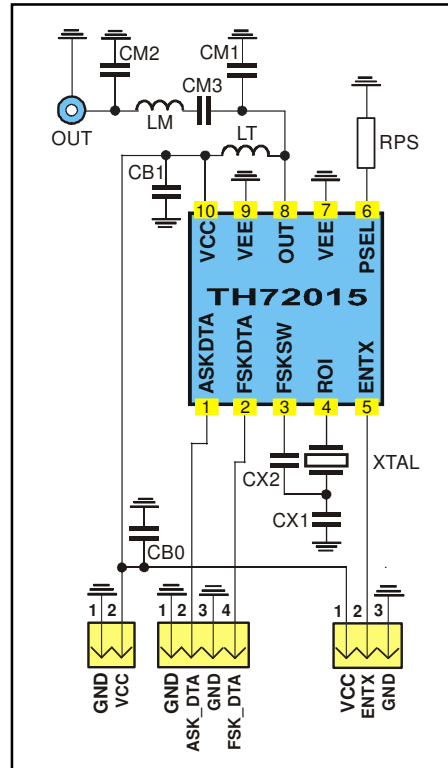 CM2
CM1
CM3
OUT
LM
LT
RPS
CB1
10 9 8 7 6
VCC VEE OUT VEE PSEL
TH72015
ASKDTA FSKDTA FSKSW ROI ENTX
1 2 3 4 5
CX2
XTAL
CX1
CB0
1 2
1 2 3 4
1 2 3
GND VCC
GND ASK_DTA GND FSK_DTA
VCC ENTX GND